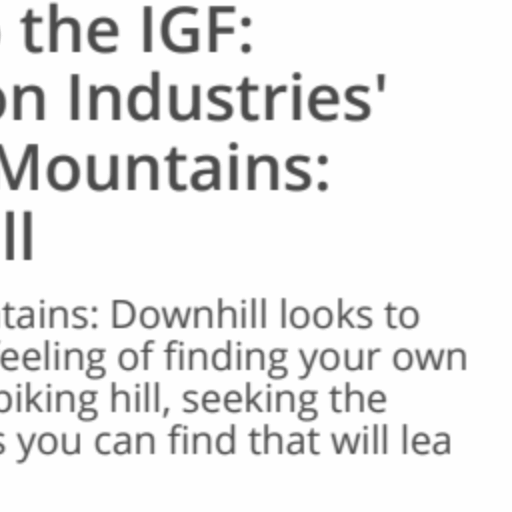 the IGF:
on Industries'
Mountains:
ll
tains: Downhill looks to
feeling of finding your own
biking hill, seeking the
s you can find that will lea